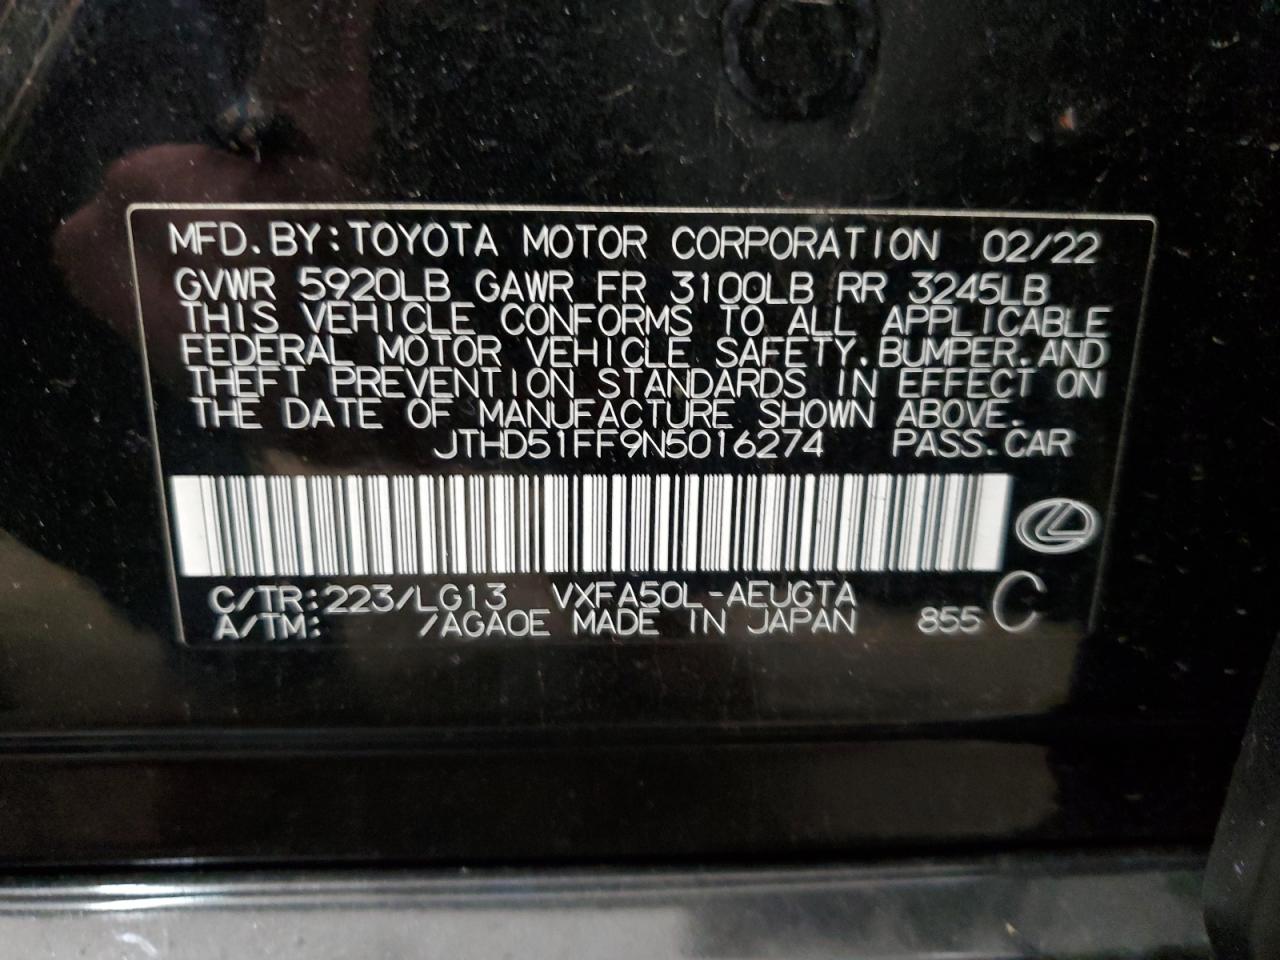 MFD. BY: TOYOTA MOTOR CORPORATION 02/22
GVWR 5920LB GAWR FR 3100LB RR 3245LB
THIS VEHICLE CONFORMS TO ALL APPLICABLE
FEDERAL MOTOR VEHICLE SAFETY, BUMPER, AND
THEFT PREVENTION STANDARDS IN EFFECT ON
THE DATE OF MANUFACTURE SHOWN ABOVE.
JTHD51FF9N5016274 PASS. CAR
C/TR: 223/LG13 VXFA50L-AEUGTA
A/TM: /AGA0E MADE IN JAPAN 855 C